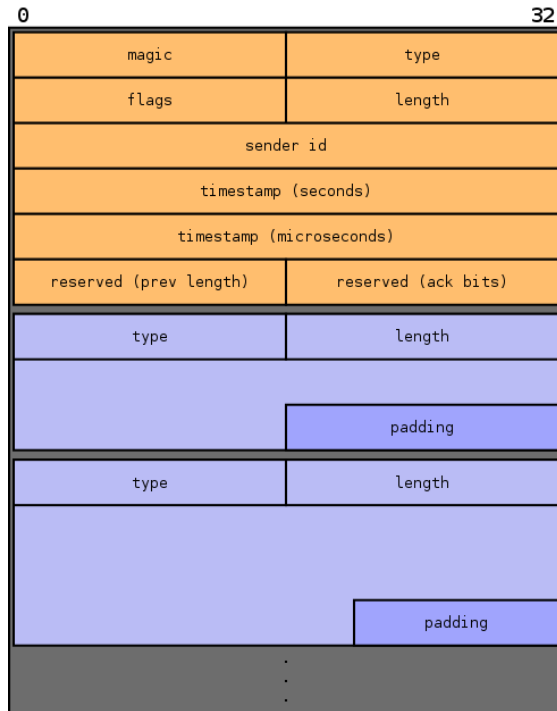 0 32
magic type
flags length
sender id
timestamp (seconds)
timestamp (microseconds)
reserved (prev length) reserved (ack bits)
type length
padding
type length
padding
.
.
.